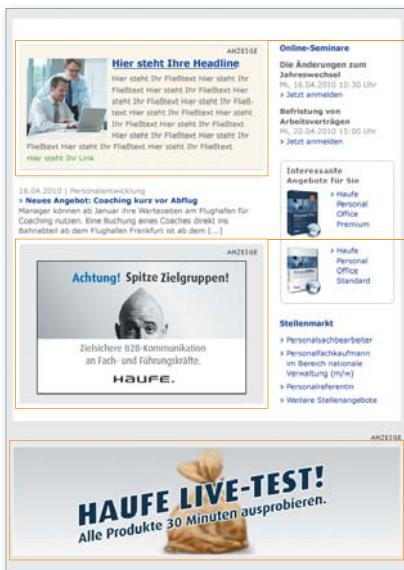 ANZEIGE
Hier steht Ihre Headline
Hier steht Ihr Fließtext Hier steht Ihr
Fließtext Hier steht Ihr Fließtext Hier
steht Ihr Fließtext Hier steht Ihr Fließ-
text Hier steht Ihr Fließtext Hier steht
Ihr Fließtext Hier steht Ihr Fließtext
Hier steht Ihr Fließtext Hier steht Ihr
Fließtext Hier steht Ihr Fließtext Hier steht Ihr Fließtext
Hier steht Ihr Link
16.04.2010 | Personalentwicklung
› Neues Angebot: Coaching kurz vor Abflug
Manager können ab Januar ihre Wartezeiten am Flughafen für
Coaching nutzen. Eine Buchung eines Coaches direkt ins
Bahnabteil ab dem Flughafen Frankfurt ist ab dem [...]
ANZEIGE
Achtung! Spitze Zielgruppen!
Zielsichere B2B-Kommunikation
an Fach- und Führungskräfte.
HAUFE.
Online-Seminare
Die Änderungen zum
Jahreswechsel
Mi, 16.04.2010 10:30 Uhr
› Jetzt anmelden
Befristung von
Arbeitsverträgen
Mi, 20.04.2010 15:00 Uhr
› Jetzt anmelden
Interessante
Angebote für Sie
› Haufe
Personal
Office
Premium
› Haufe
Personal
Office
Standard
Stellenmarkt
› Personalsachbearbeiter
› Personalfachkaufmann
im Bereich nationale
Verwaltung (m/w)
› Personalreferentin
› Weitere Stellenangebote
ANZEIGE
HAUFE LIVE-TEST!
Alle Produkte 30 Minuten ausprobieren.